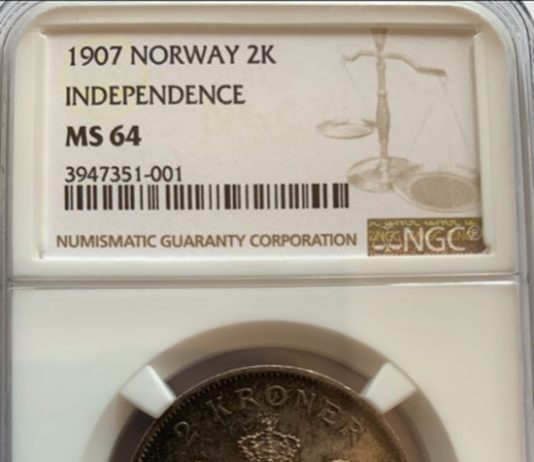 1907 NORWAY 2K
INDEPENDENCE
MS 64
3947351-001
NUMISMATIC GUARANTY CORPORATION
NGC®
2 KRONER